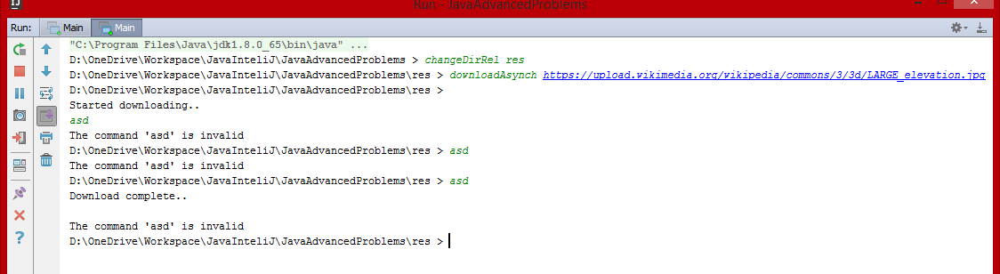 Run - JavaAdvancedProblems
Run: Main Main
"C:\Program Files\Java\jdk1.8.0_65\bin\java" ...
D:\OneDrive\Workspace\JavaInteliJ\JavaAdvancedProblems > changeDirRel res
D:\OneDrive\Workspace\JavaInteliJ\JavaAdvancedProblems\res > downloadAsynch https://upload.wikimedia.org/wikipedia/commons/3/3d/LARGE_elevation.jpg
D:\OneDrive\Workspace\JavaInteliJ\JavaAdvancedProblems\res >
Started downloading..
asd
The command 'asd' is invalid
D:\OneDrive\Workspace\JavaInteliJ\JavaAdvancedProblems\res > asd
The command 'asd' is invalid
D:\OneDrive\Workspace\JavaInteliJ\JavaAdvancedProblems\res > asd
Download complete..
The command 'asd' is invalid
D:\OneDrive\Workspace\JavaInteliJ\JavaAdvancedProblems\res >